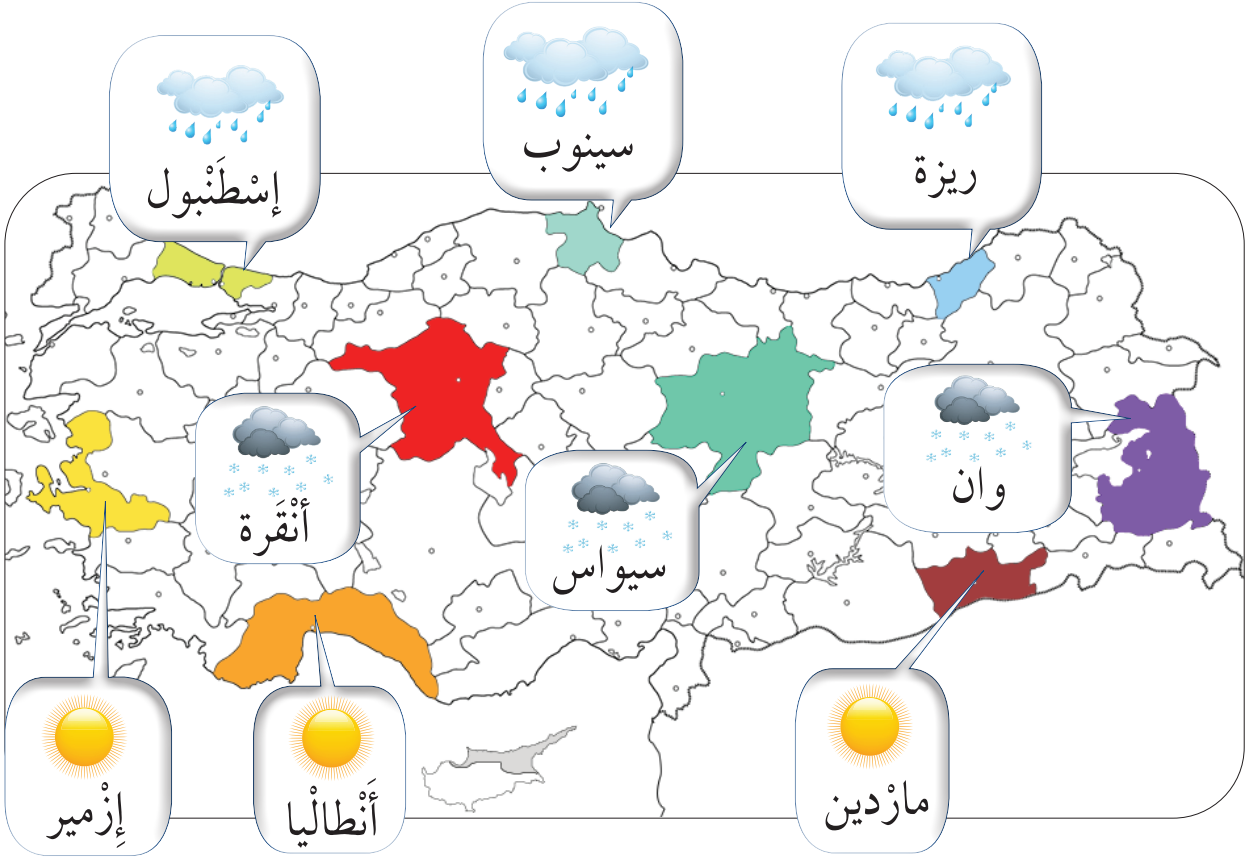 إسْطَنْبول
سينوب
ريزة
أنْقَرة
سيواس
وان
إِزْمير
أَنْطالْيا
مارْدين